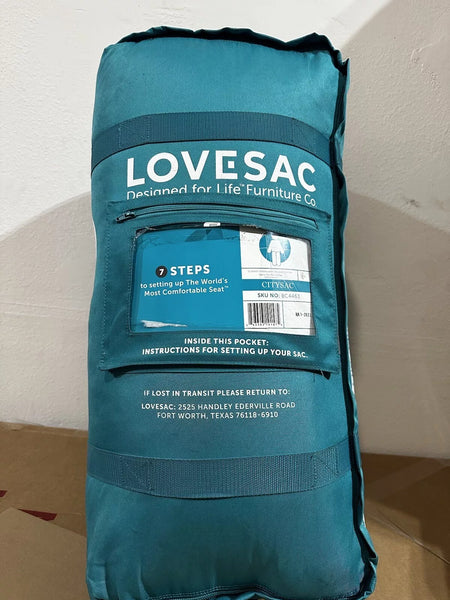 LOVESAC
Designed for Life™ Furniture Co.
7 STEPS
to setting up The World's
Most Comfortable Seat™
CITYSAC
SKU NO:
INSIDE THIS POCKET:
INSTRUCTIONS FOR SETTING UP YOUR SAC.
IF LOST IN TRANSIT PLEASE RETURN TO:
LOVESAC: 2525 HANDLEY EDERVILLE ROAD
FORT WORTH, TEXAS 76118-6910